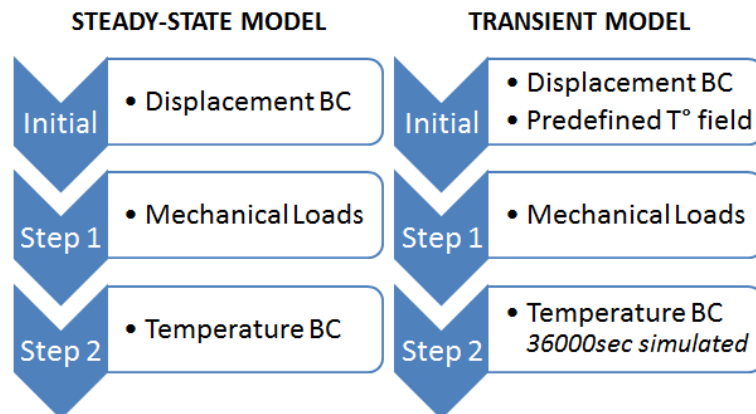 STEADY-STATE MODEL
Initial
• Displacement BC
Step 1
• Mechanical Loads
Step 2
• Temperature BC
TRANSIENT MODEL
Initial
• Displacement BC
• Predefined T° field
Step 1
• Mechanical Loads
Step 2
• Temperature BC
36000sec simulated